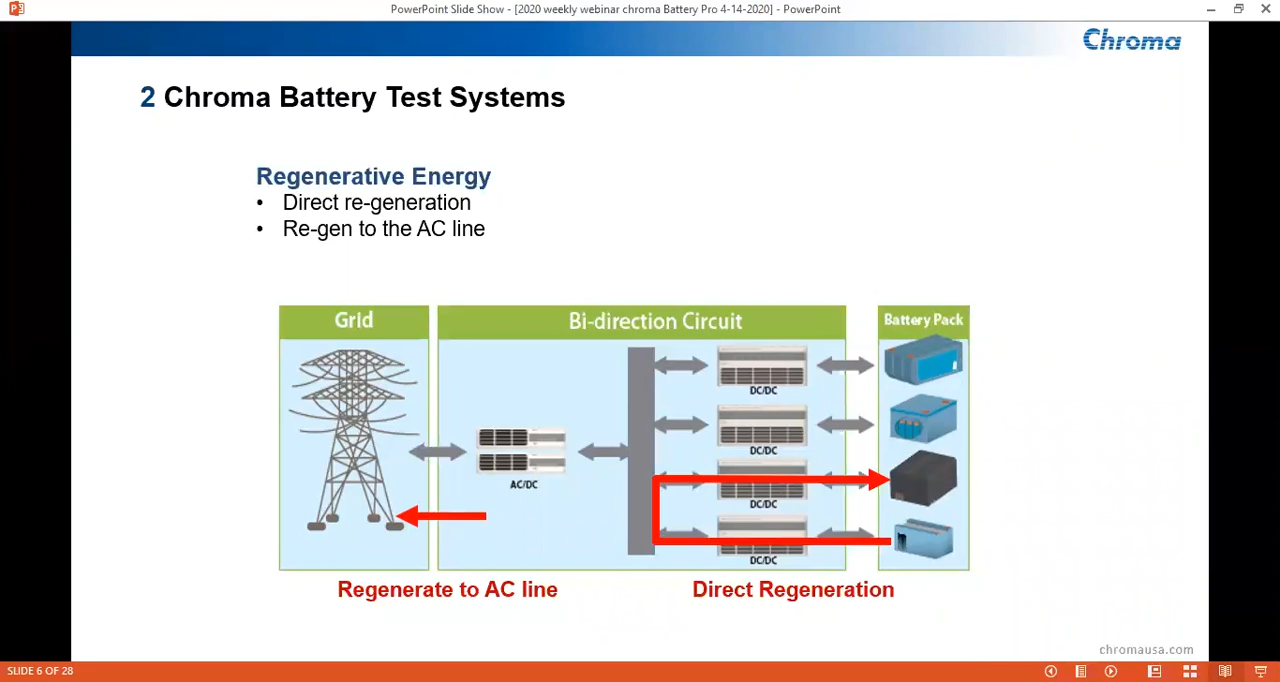 PowerPoint Slide Show - [2020 weekly webinar chroma Battery Pro 4-14-2020] - PowerPoint
Chroma
2 Chroma Battery Test Systems
Regenerative Energy
• Direct re-generation
• Re-gen to the AC line
Grid
Bi-direction Circuit
Battery Pack
DC/DC
DC/DC
AC/DC
DC/DC
DC/DC
Regenerate to AC line
Direct Regeneration
chromausa.com
SLIDE 6 OF 28